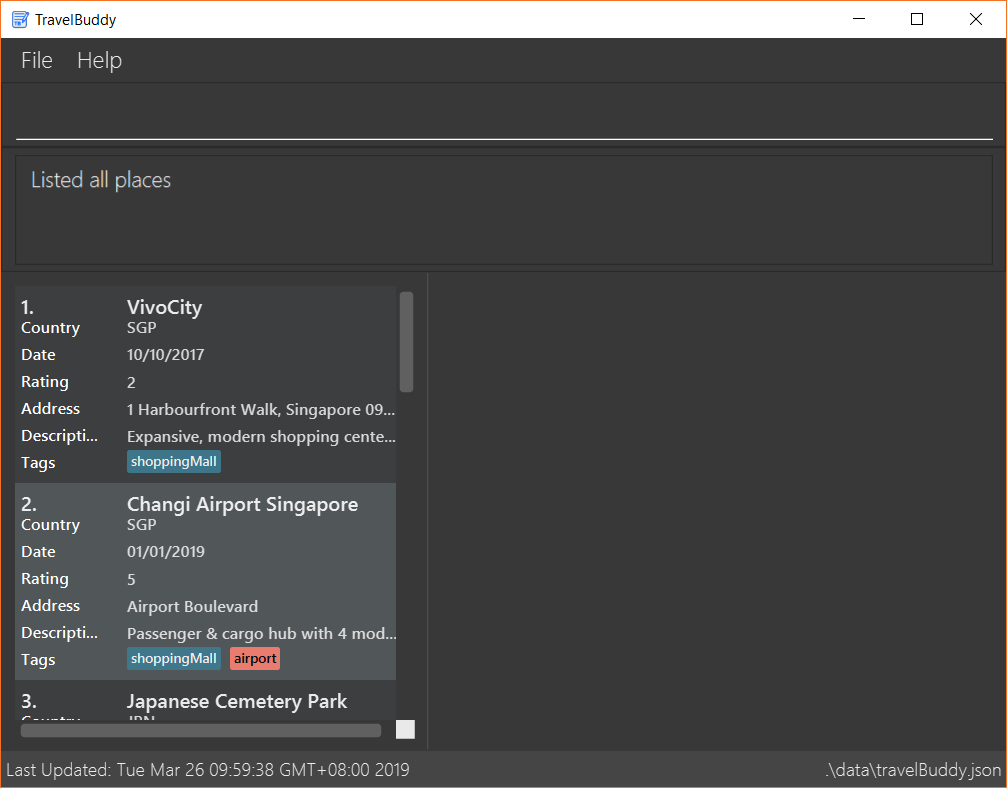 TravelBuddy
File Help
Listed all places
1. VivoCity
Country SGP
Date 10/10/2017
Rating 2
Address 1 Harbourfront Walk, Singapore 09...
Descripti... Expansive, modern shopping cente...
Tags shoppingMall
2. Changi Airport Singapore
Country SGP
Date 01/01/2019
Rating 5
Address Airport Boulevard
Descripti... Passenger & cargo hub with 4 mod...
Tags shoppingMall airport
3. Japanese Cemetery Park
Country
Last Updated: Tue Mar 26 09:59:38 GMT+08:00 2019 .\data\travelBuddy.json